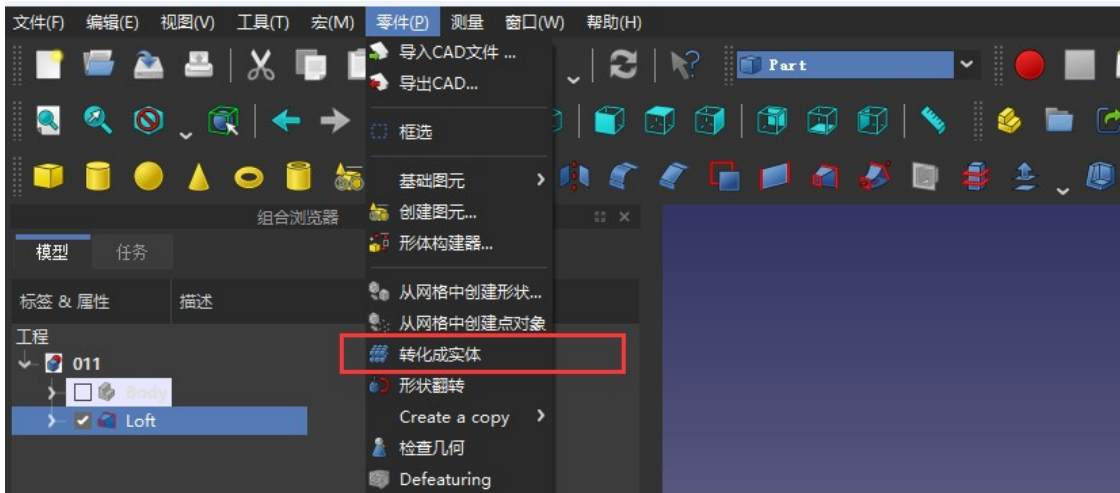 文件(F) 编辑(E) 视图(V) 工具(T) 宏(M) 零件(P) 测量 窗口(W) 帮助(H)
导入CAD文件 ...
导出CAD...
Part
框选
基础图元
创建图元...
组合浏览器
形体构建器...
模型 任务
标签 & 属性 描述
从网格中创建形状...
从网格中创建点对象
工程
转化成实体
011
形状翻转
Body
Create a copy
Loft
检查几何
Defeaturing